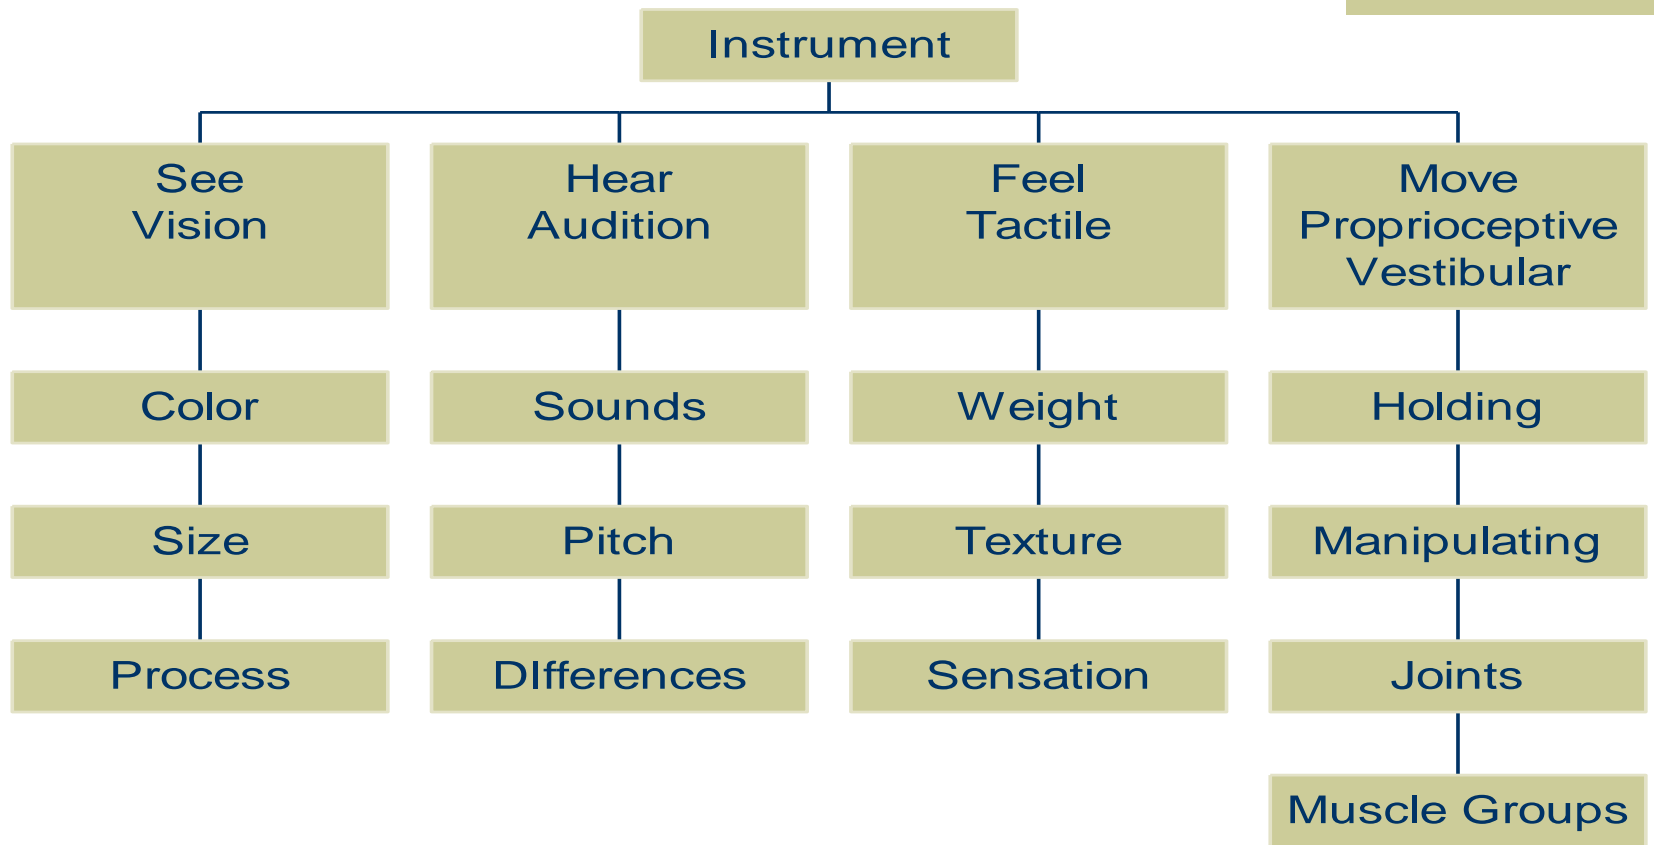 Instrument
See
Vision
Hear
Audition
Feel
Tactile
Move
Proprioceptive
Vestibular
Color
Sounds
Weight
Holding
Size
Pitch
Texture
Manipulating
Process
DIfferences
Sensation
Joints
Muscle Groups